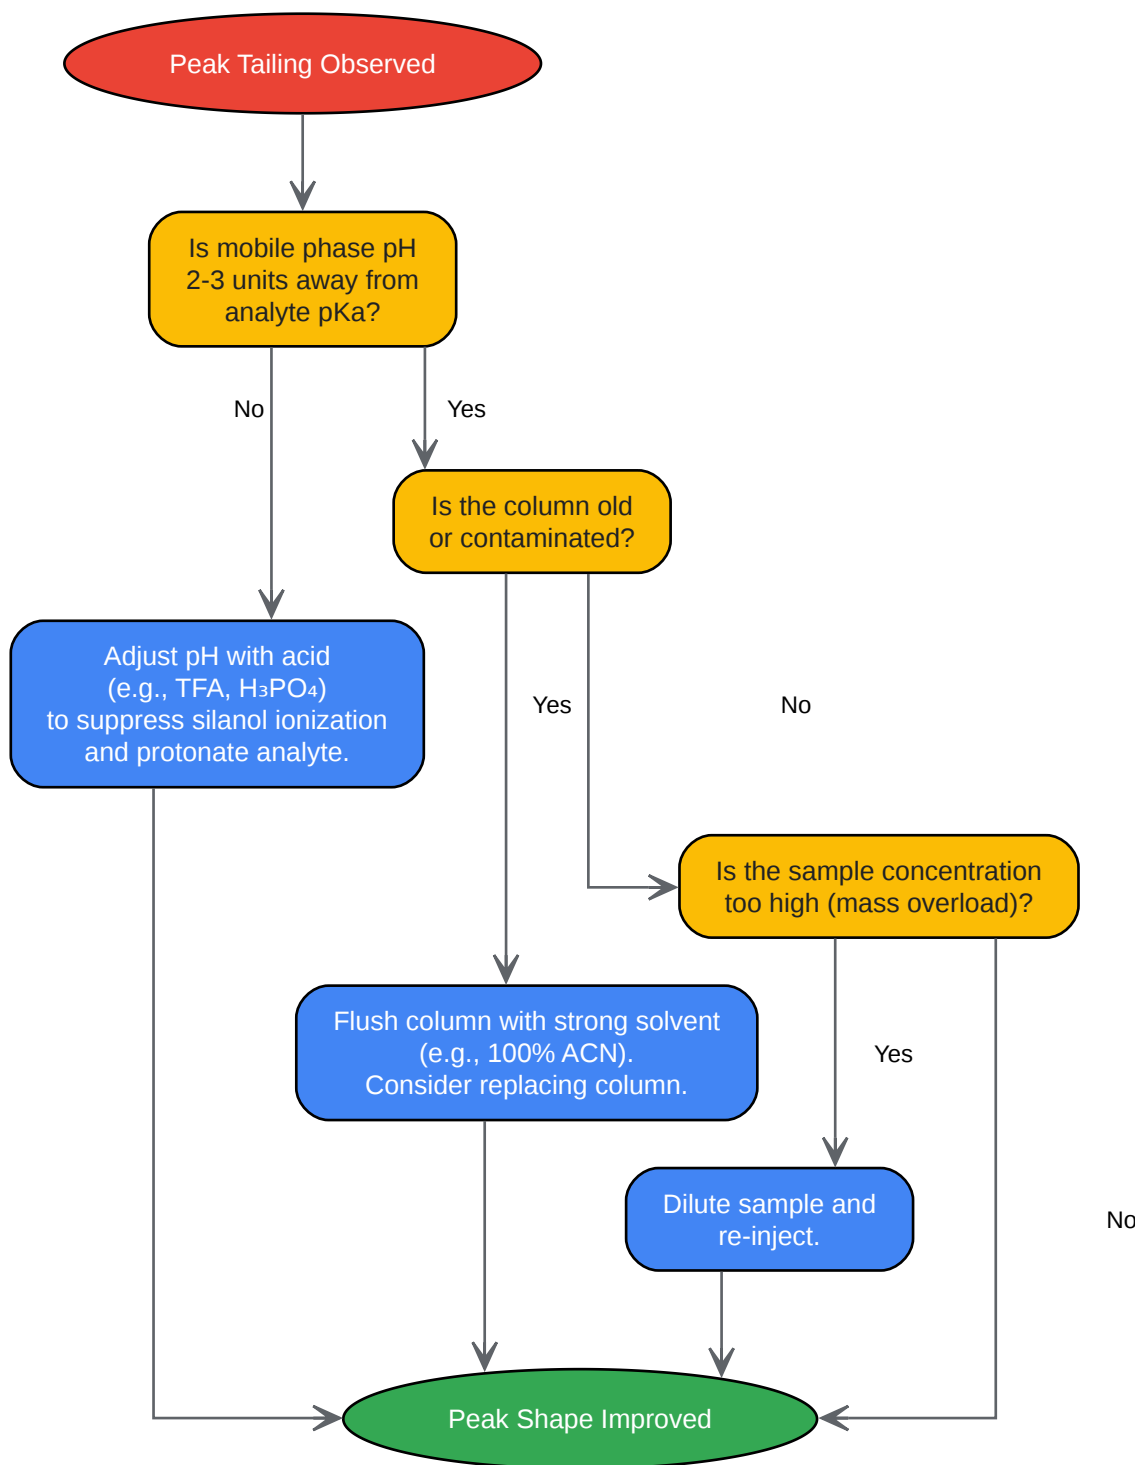 Peak Tailing Observed
Is mobile phase pH
2-3 units away from
analyte pKa?
No
Yes
Is the column old
or contaminated?
Adjust pH with acid
(e.g., TFA, H₃PO₄)
to suppress silanol ionization
and protonate analyte.
Yes
No
Is the sample concentration
too high (mass overload)?
Flush column with strong solvent
(e.g., 100% ACN).
Consider replacing column.
Yes
Dilute sample and
re-inject.
No
Peak Shape Improved